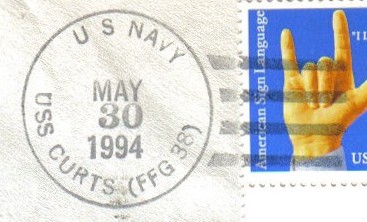 U S NAVY
MAY
30
1994
USS CURTS (FFG 38)
American Sign Language
"I l
US